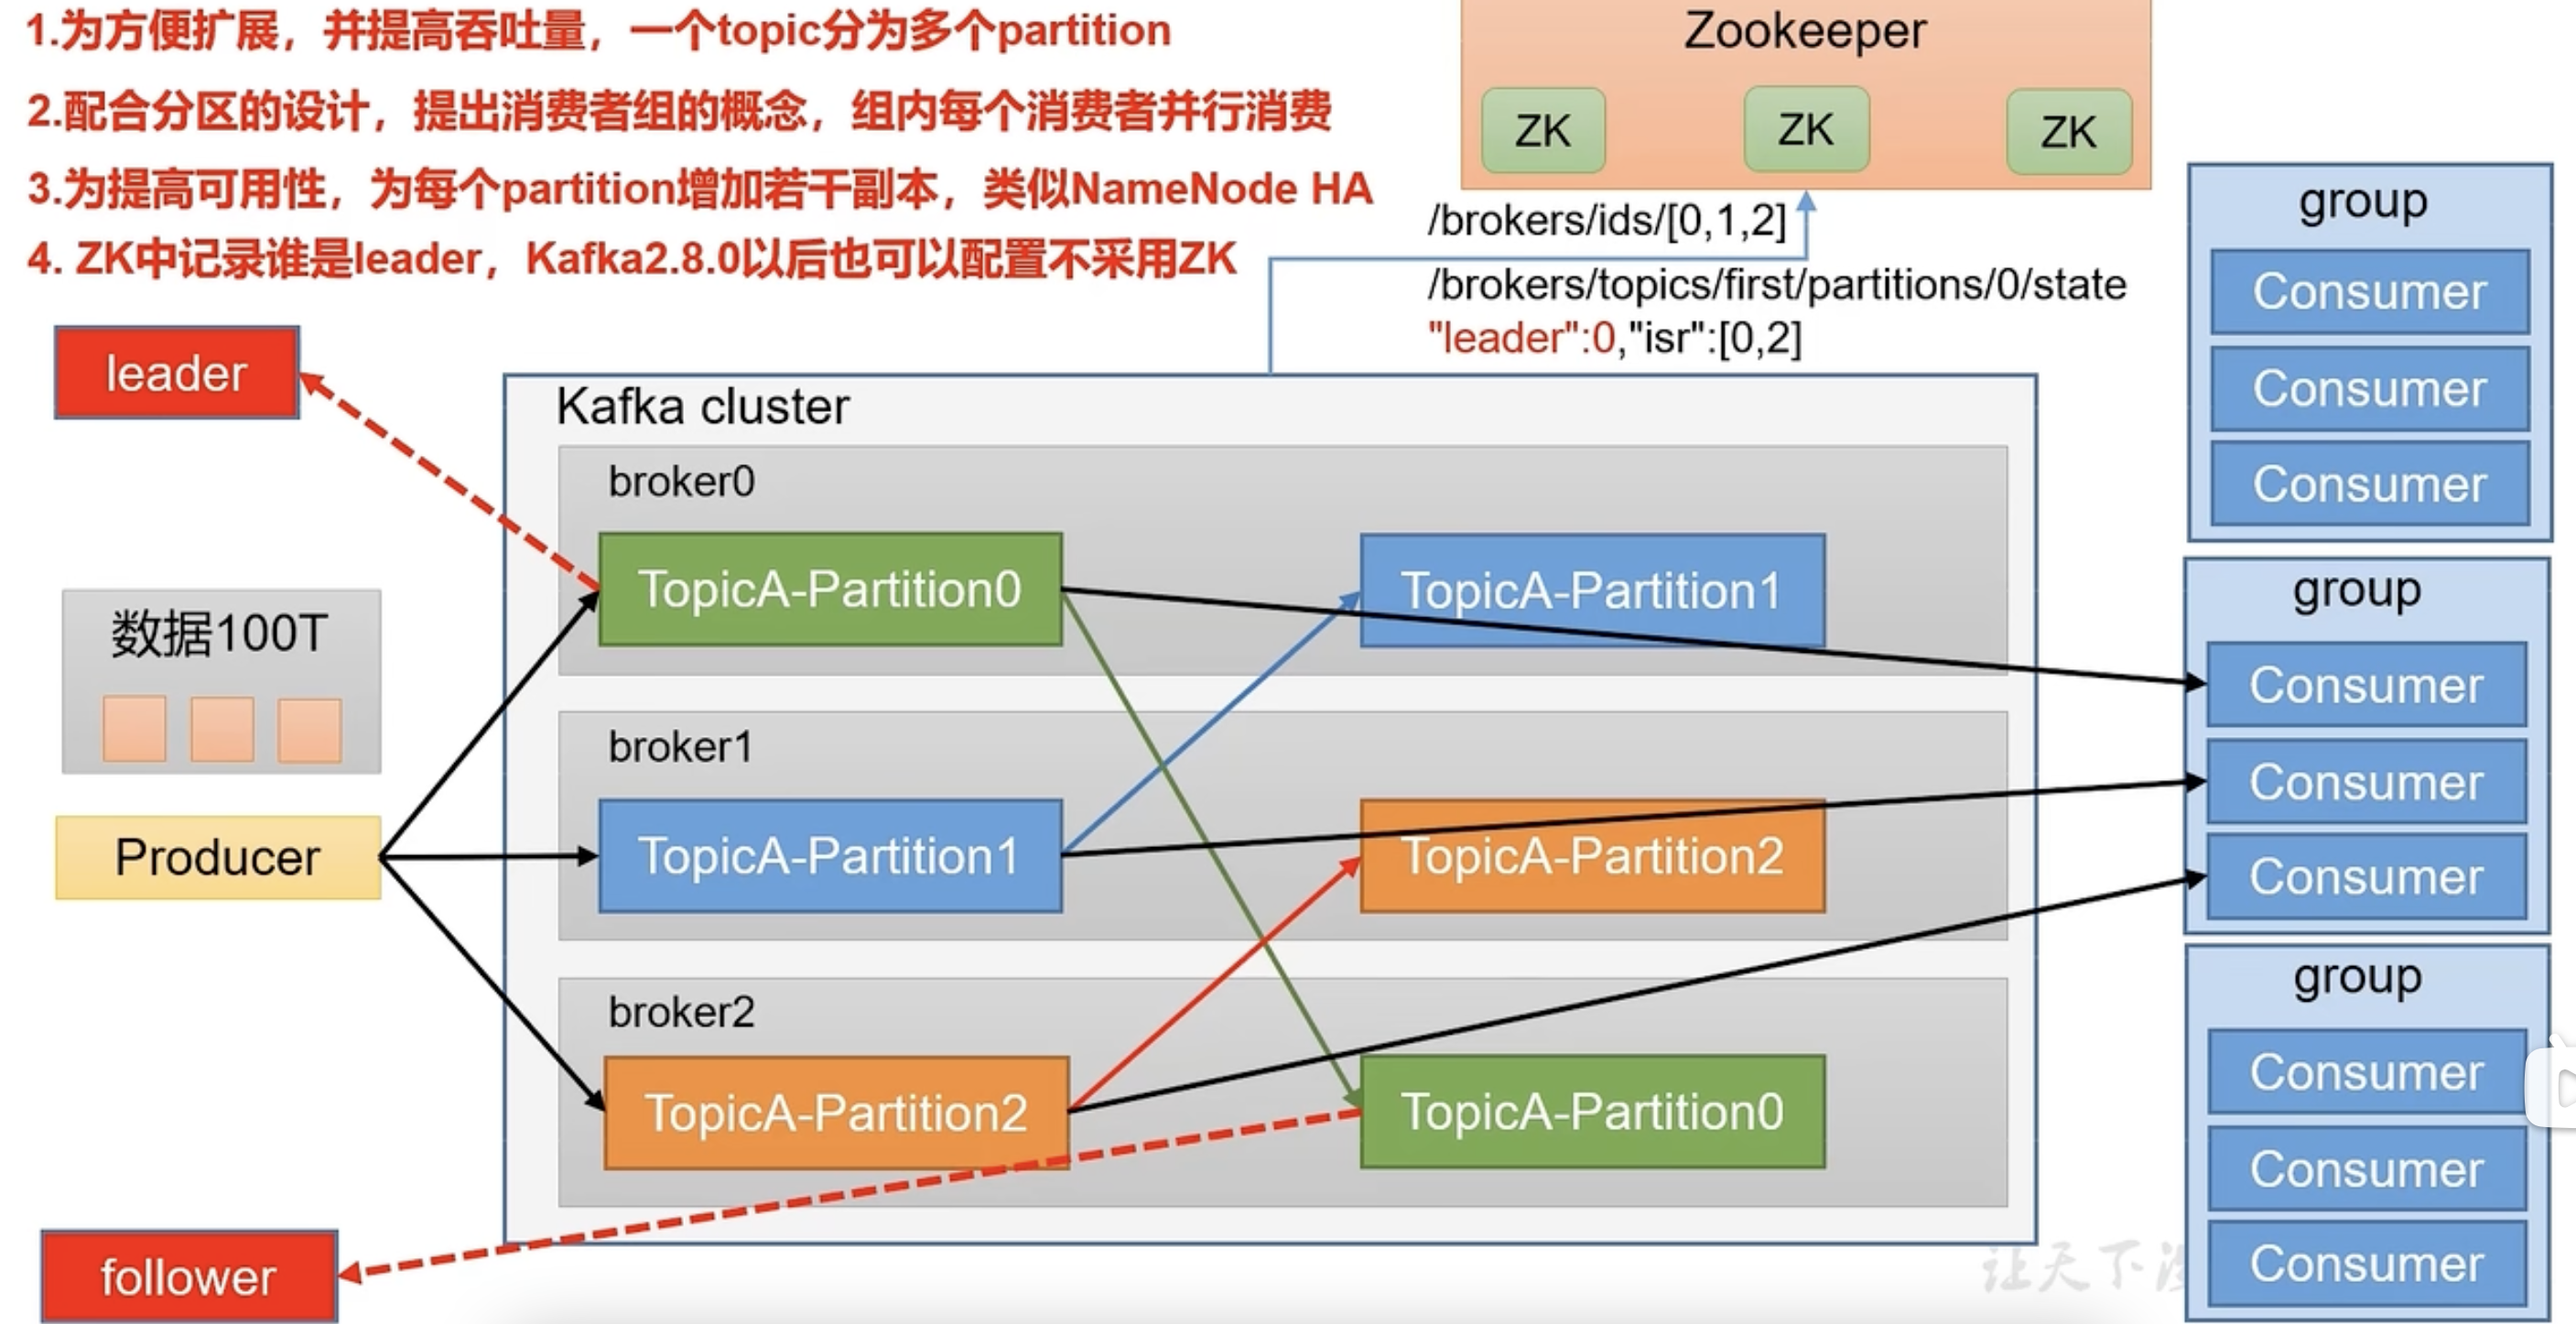 1.为方便扩展，并提高吞吐量，一个topic分为多个partition
2.配合分区的设计，提出消费者组的概念，组内每个消费者并行消费
3.为提高可用性，为每个partition增加若干副本，类似NameNode HA
4. ZK中记录谁是leader，Kafka2.8.0以后也可以配置不采用ZK
Zookeeper
ZK
ZK
ZK
/brokers/ids/[0,1,2]
/brokers/topics/first/partitions/0/state
"leader":0,"isr":[0,2]
leader
数据100T
Producer
follower
Kafka cluster
broker0
TopicA-Partition0
TopicA-Partition1
broker1
TopicA-Partition1
TopicA-Partition2
broker2
TopicA-Partition2
TopicA-Partition0
group
Consumer
Consumer
Consumer
group
Consumer
Consumer
Consumer
group
Consumer
Consumer
Consumer
让天下